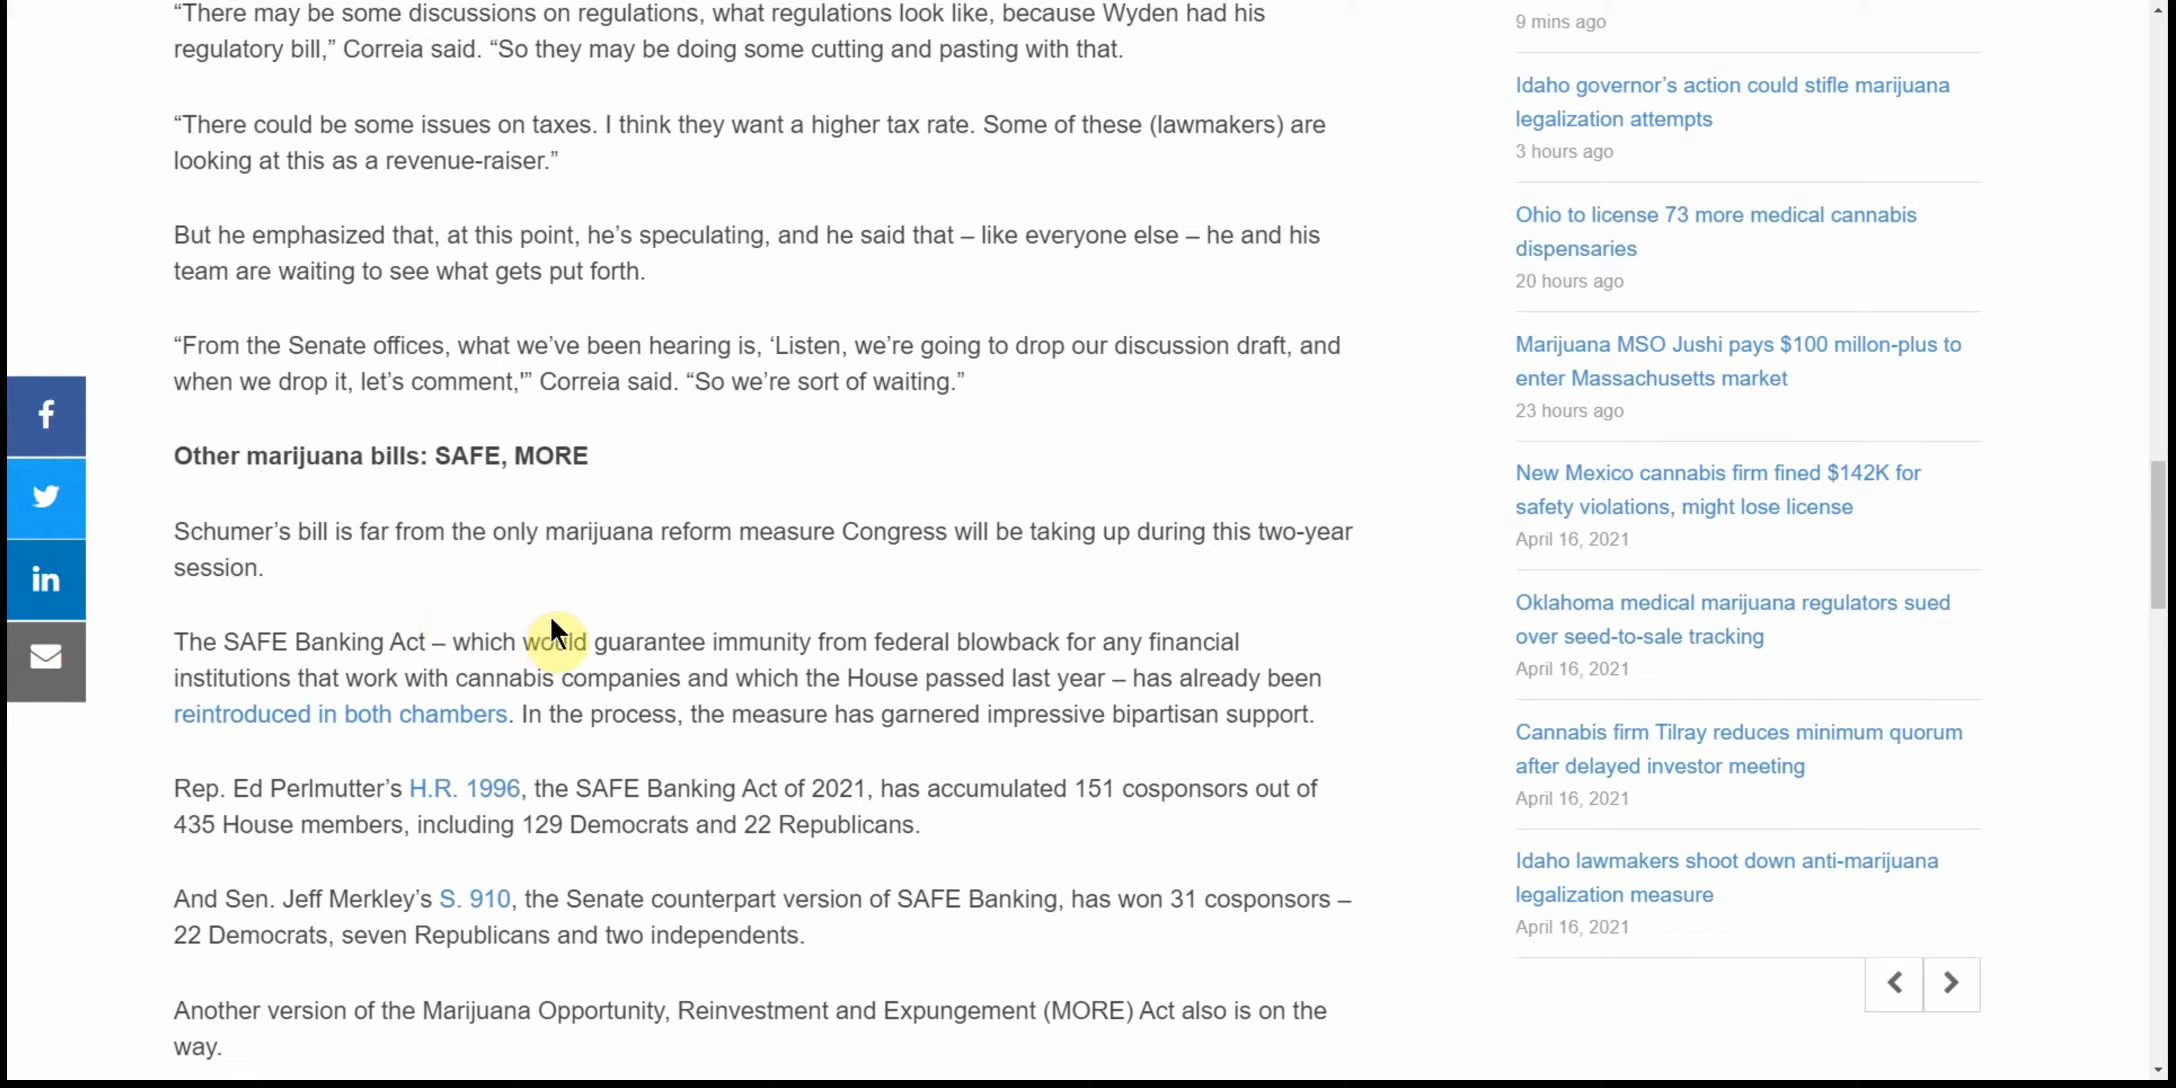 “There may be some discussions on regulations, what regulations look like, because Wyden had his
regulatory bill,” Correia said. “So they may be doing some cutting and pasting with that.
“There could be some issues on taxes. I think they want a higher tax rate. Some of these (lawmakers) are
looking at this as a revenue-raiser.”
But he emphasized that, at this point, he’s speculating, and he said that – like everyone else – he and his
team are waiting to see what gets put forth.
“From the Senate offices, what we’ve been hearing is, ‘Listen, we’re going to drop our discussion draft, and
when we drop it, let’s comment,'” Correia said. “So we’re sort of waiting.”
Other marijuana bills: SAFE, MORE
Schumer’s bill is far from the only marijuana reform measure Congress will be taking up during this two-year
session.
The SAFE Banking Act – which would guarantee immunity from federal blowback for any financial
institutions that work with cannabis companies and which the House passed last year – has already been
reintroduced in both chambers. In the process, the measure has garnered impressive bipartisan support.
Rep. Ed Perlmutter’s H.R. 1996, the SAFE Banking Act of 2021, has accumulated 151 cosponsors out of
435 House members, including 129 Democrats and 22 Republicans.
And Sen. Jeff Merkley’s S. 910, the Senate counterpart version of SAFE Banking, has won 31 cosponsors –
22 Democrats, seven Republicans and two independents.
Another version of the Marijuana Opportunity, Reinvestment and Expungement (MORE) Act also is on the
way.
9 mins ago
Idaho governor’s action could stifle marijuana
legalization attempts
3 hours ago
Ohio to license 73 more medical cannabis
dispensaries
20 hours ago
Marijuana MSO Jushi pays $100 millon-plus to
enter Massachusetts market
23 hours ago
New Mexico cannabis firm fined $142K for
safety violations, might lose license
April 16, 2021
Oklahoma medical marijuana regulators sued
over seed-to-sale tracking
April 16, 2021
Cannabis firm Tilray reduces minimum quorum
after delayed investor meeting
April 16, 2021
Idaho lawmakers shoot down anti-marijuana
legalization measure
April 16, 2021